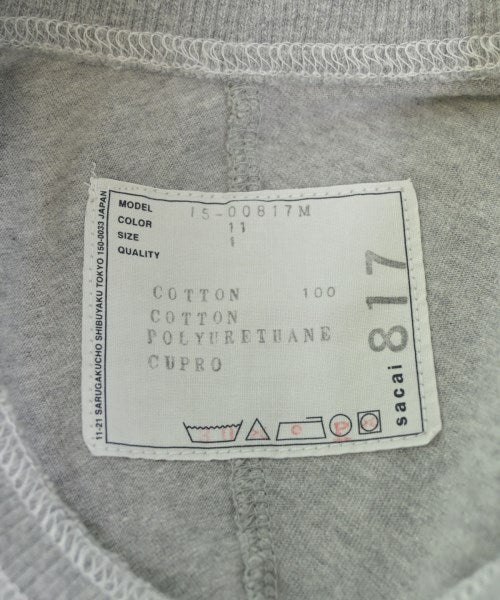 MODEL 15-00817M
COLOR 11
SIZE 1
QUALITY
COTTON 100
COTTON
POLYURETHANE
CUPRO
sacai 817
11-21 SARUGAKUCHO SHIBUYAKU TOKYO 150-0033 JAPAN
P